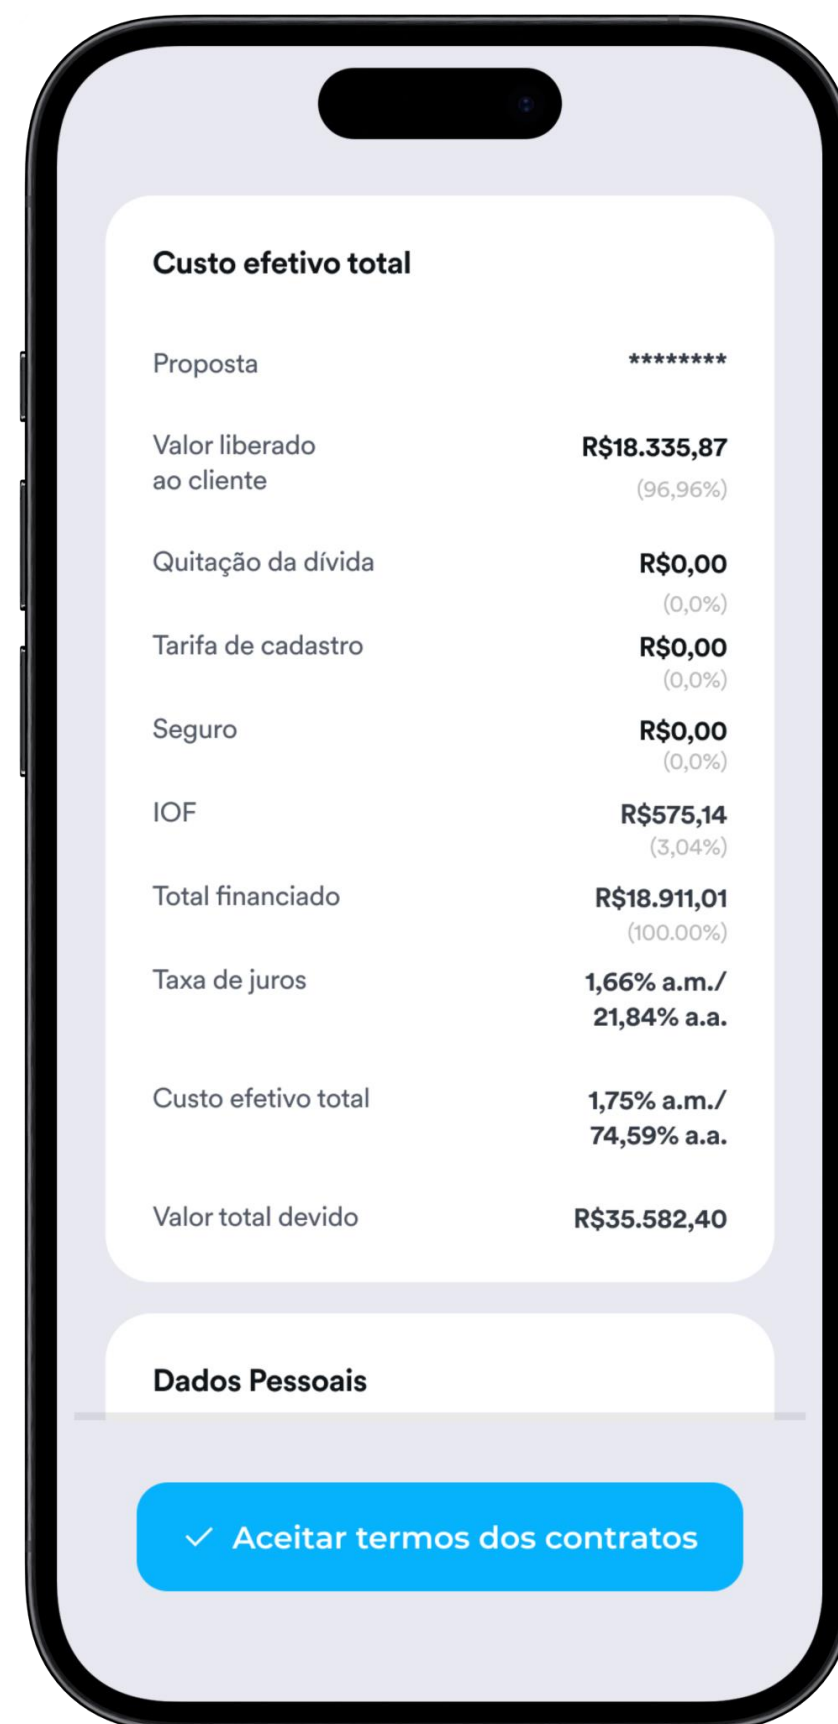 Custo efetivo total
Proposta ********
Valor liberado
ao cliente
R$18.335,87
(96,96%)
Quitação da dívida R$0,00
(0,0%)
Tarifa de cadastro R$0,00
(0,0%)
Seguro R$0,00
(0,0%)
IOF R$575,14
(3,04%)
Total financiado R$18.911,01
(100.00%)
Taxa de juros 1,66% a.m./
21,84% a.a.
Custo efetivo total 1,75% a.m./
74,59% a.a.
Valor total devido R$35.582,40
Dados Pessoais
✓ Aceitar termos dos contratos